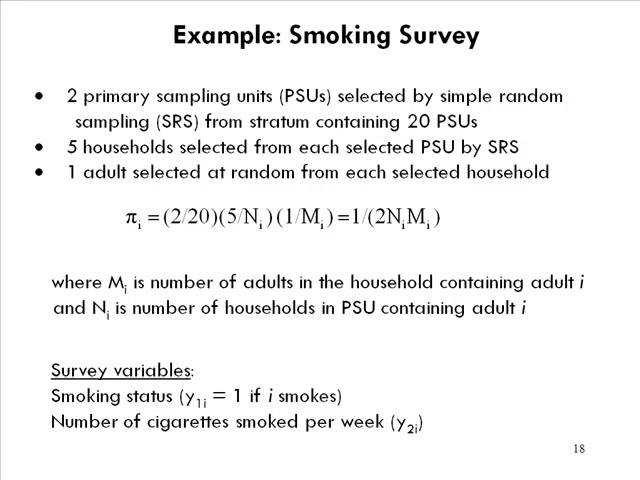 Example: Smoking Survey
• 2 primary sampling units (PSUs) selected by simple random
sampling (SRS) from stratum containing 20 PSUs
• 5 households selected from each selected PSU by SRS
• 1 adult selected at random from each selected household
πᵢ = (2/20)(5/Nᵢ)(1/Mᵢ) = 1/(2NᵢMᵢ)
where Mᵢ is number of adults in the household containing adult i
and Nᵢ is number of households in PSU containing adult i
Survey variables:
Smoking status (y₁ᵢ = 1 if i smokes)
Number of cigarettes smoked per week (y₂ᵢ)
18